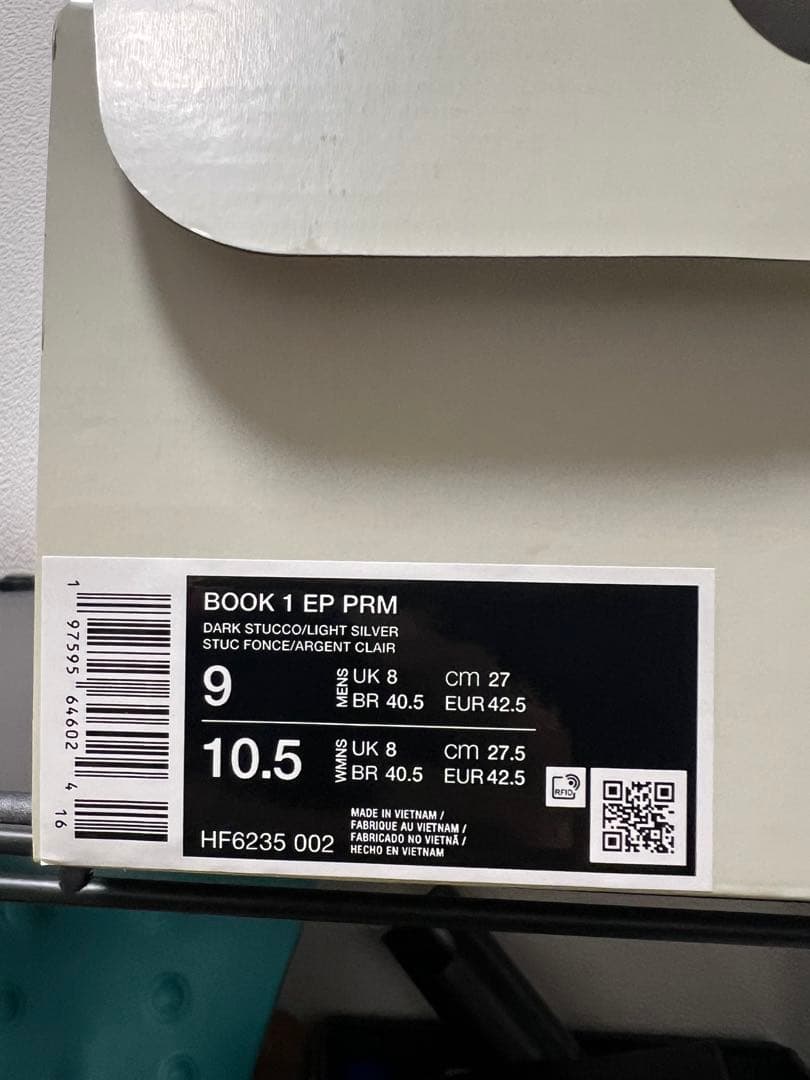 BOOK 1 EP PRM
DARK STUCCO/LIGHT SILVER
STUC FONCE/ARGENT CLAIR
9 MENS UK 8 cm 27
BR 40.5 EUR 42.5
10.5 WMNS UK 8 cm 27.5
BR 40.5 EUR 42.5
RFID
HF6235 002
MADE IN VIETNAM /
FABRIQUE AU VIETNAM /
FABRICADO NO VIETNÃ /
HECHO EN VIETNAM
1 97595 64602 4 16